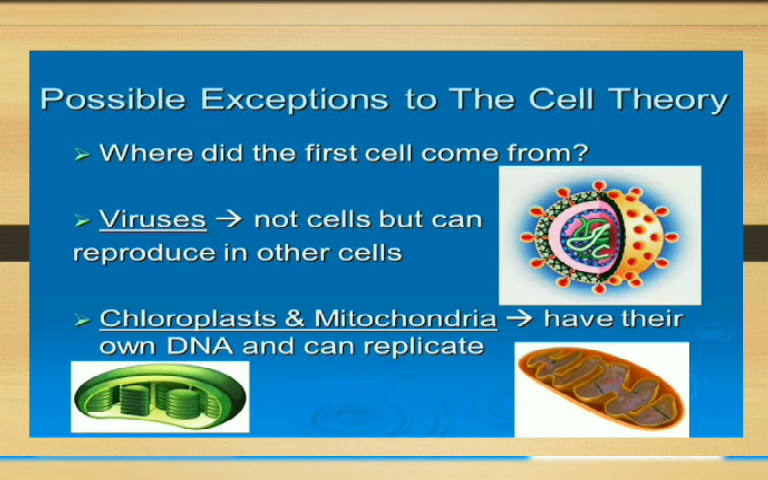 Possible Exceptions to The Cell Theory
➢ Where did the first cell come from?
➢ Viruses → not cells but can
reproduce in other cells
➢ Chloroplasts & Mitochondria → have their
own DNA and can replicate